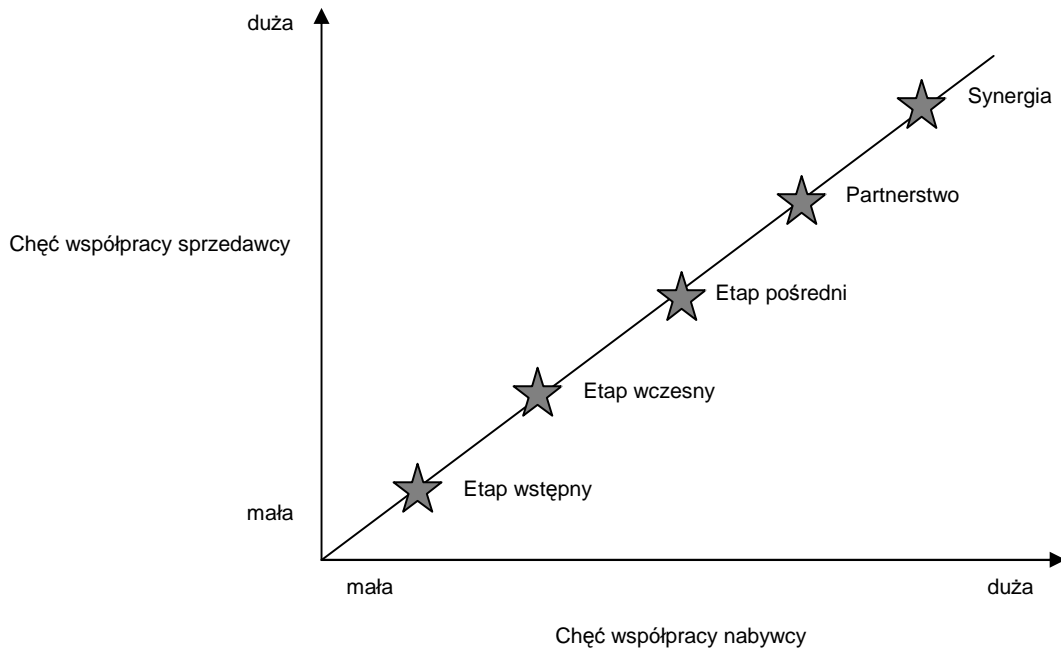 duża
Synergia
Partnerstwo
Chęć współpracy sprzedawcy
Etap pośredni
Etap wczesny
Etap wstępny
mała
mała
duża
Chęć współpracy nabywcy